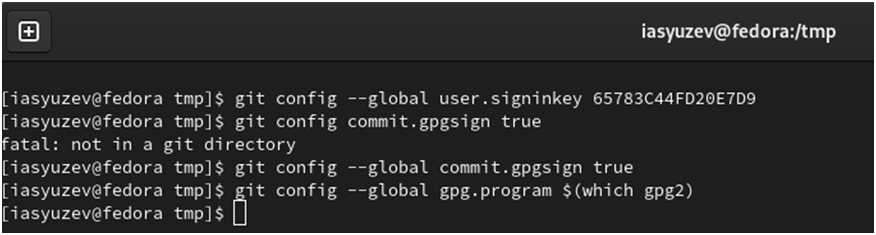 iasyuzev@fedora:/tmp
[iasyuzev@fedora tmp]$ git config --global user.signinkey 65783C44FD20E7D9
[iasyuzev@fedora tmp]$ git config commit.gpgsign true
fatal: not in a git directory
[iasyuzev@fedora tmp]$ git config --global commit.gpgsign true
[iasyuzev@fedora tmp]$ git config --global gpg.program $(which gpg2)
[iasyuzev@fedora tmp]$